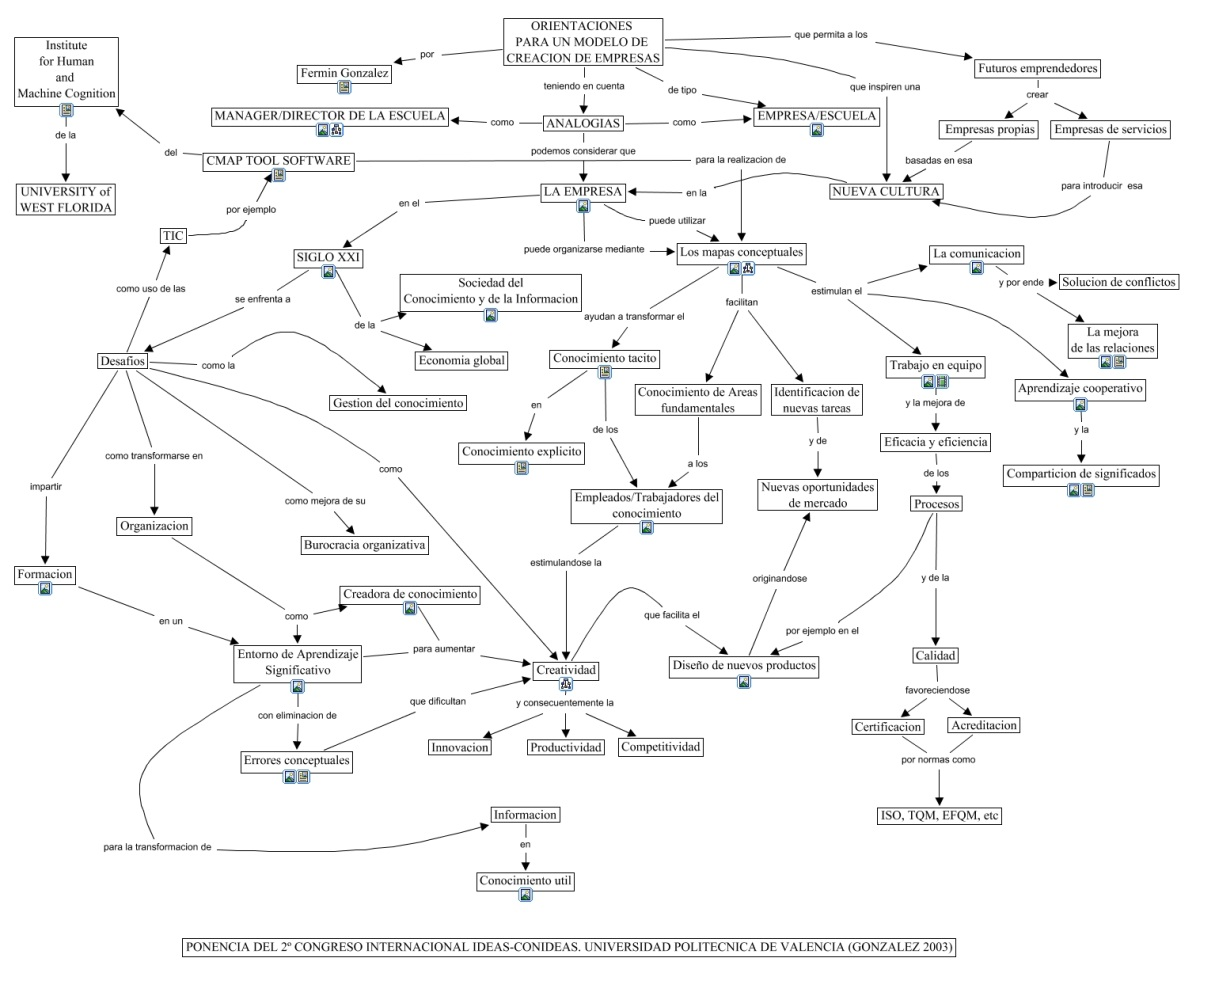 ORIENTACIONES
PARA UN MODELO DE
CREACION DE EMPRESAS
que permita a los
Institute
for Human
and
Machine Cognition
por
Fermin Gonzalez
teniendo en cuenta
de tipo
que inspiren una
Futuros emprendedores
crear
MANAGER/DIRECTOR DE LA ESCUELA
como
ANALOGIAS
como
EMPRESA/ESCUELA
Empresas propias
Empresas de servicios
de la
del
CMAP TOOL SOFTWARE
podemos considerar que
para la realizacion de
basadas en esa
UNIVERSITY of
WEST FLORIDA
por ejemplo
en el
LA EMPRESA
en la
NUEVA CULTURA
para introducir esa
TIC
puede utilizar
SIGLO XXI
puede organizarse mediante
Los mapas conceptuales
La comunicacion
como uso de las
se enfrenta a
Sociedad del
Conocimiento y de la Informacion
estimulan el
y por ende
Solucion de conflictos
de la
ayudan a transformar el
facilitan
La mejora
de las relaciones
Desafios
como la
Economia global
Conocimiento tacito
Trabajo en equipo
Gestion del conocimiento
Conocimiento de Areas
fundamentales
Identificacion de
nuevas tareas
Aprendizaje cooperativo
en
de los
y la mejora de
y la
como transformarse en
Conocimiento explicito
y de
Eficacia y eficiencia
como
a los
de los
Comparticion de significados
impartir
como mejora de su
Empleados/Trabajadores del
conocimiento
Nuevas oportunidades
de mercado
Procesos
Organizacion
Burocracia organizativa
estimulandose la
Formacion
originandose
y de la
Creadora de conocimiento
en un
como
que facilita el
por ejemplo en el
Entorno de Aprendizaje
Significativo
para aumentar
Creatividad
Diseño de nuevos productos
Calidad
con eliminacion de
que dificultan
y consecuentemente la
favoreciendose
Errores conceptuales
Innovacion
Productividad
Competitividad
Certificacion
Acreditacion
por normas como
Informacion
ISO, TQM, EFQM, etc
para la transformacion de
en
Conocimiento util
PONENCIA DEL 2º CONGRESO INTERNACIONAL IDEAS-CONIDEAS. UNIVERSIDAD POLITECNICA DE VALENCIA (GONZALEZ 2003)